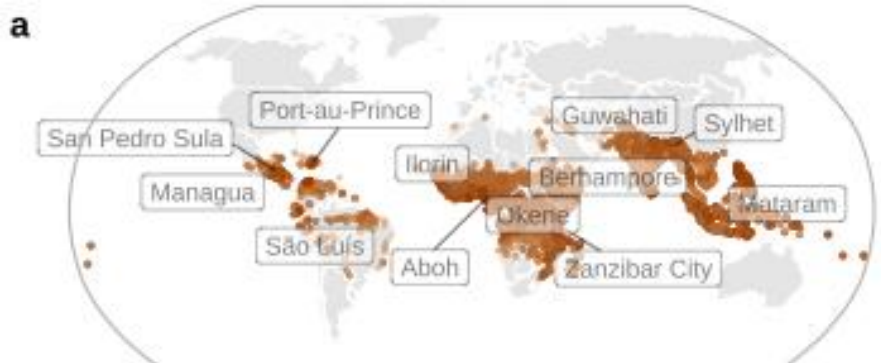 a
Port-au-Prince
Guwahati
Sylhet
San Pedro Sula
Ilorin
Berhampore
Managua
Mataram
Okene
São Luís
Aboh
Zanzibar City